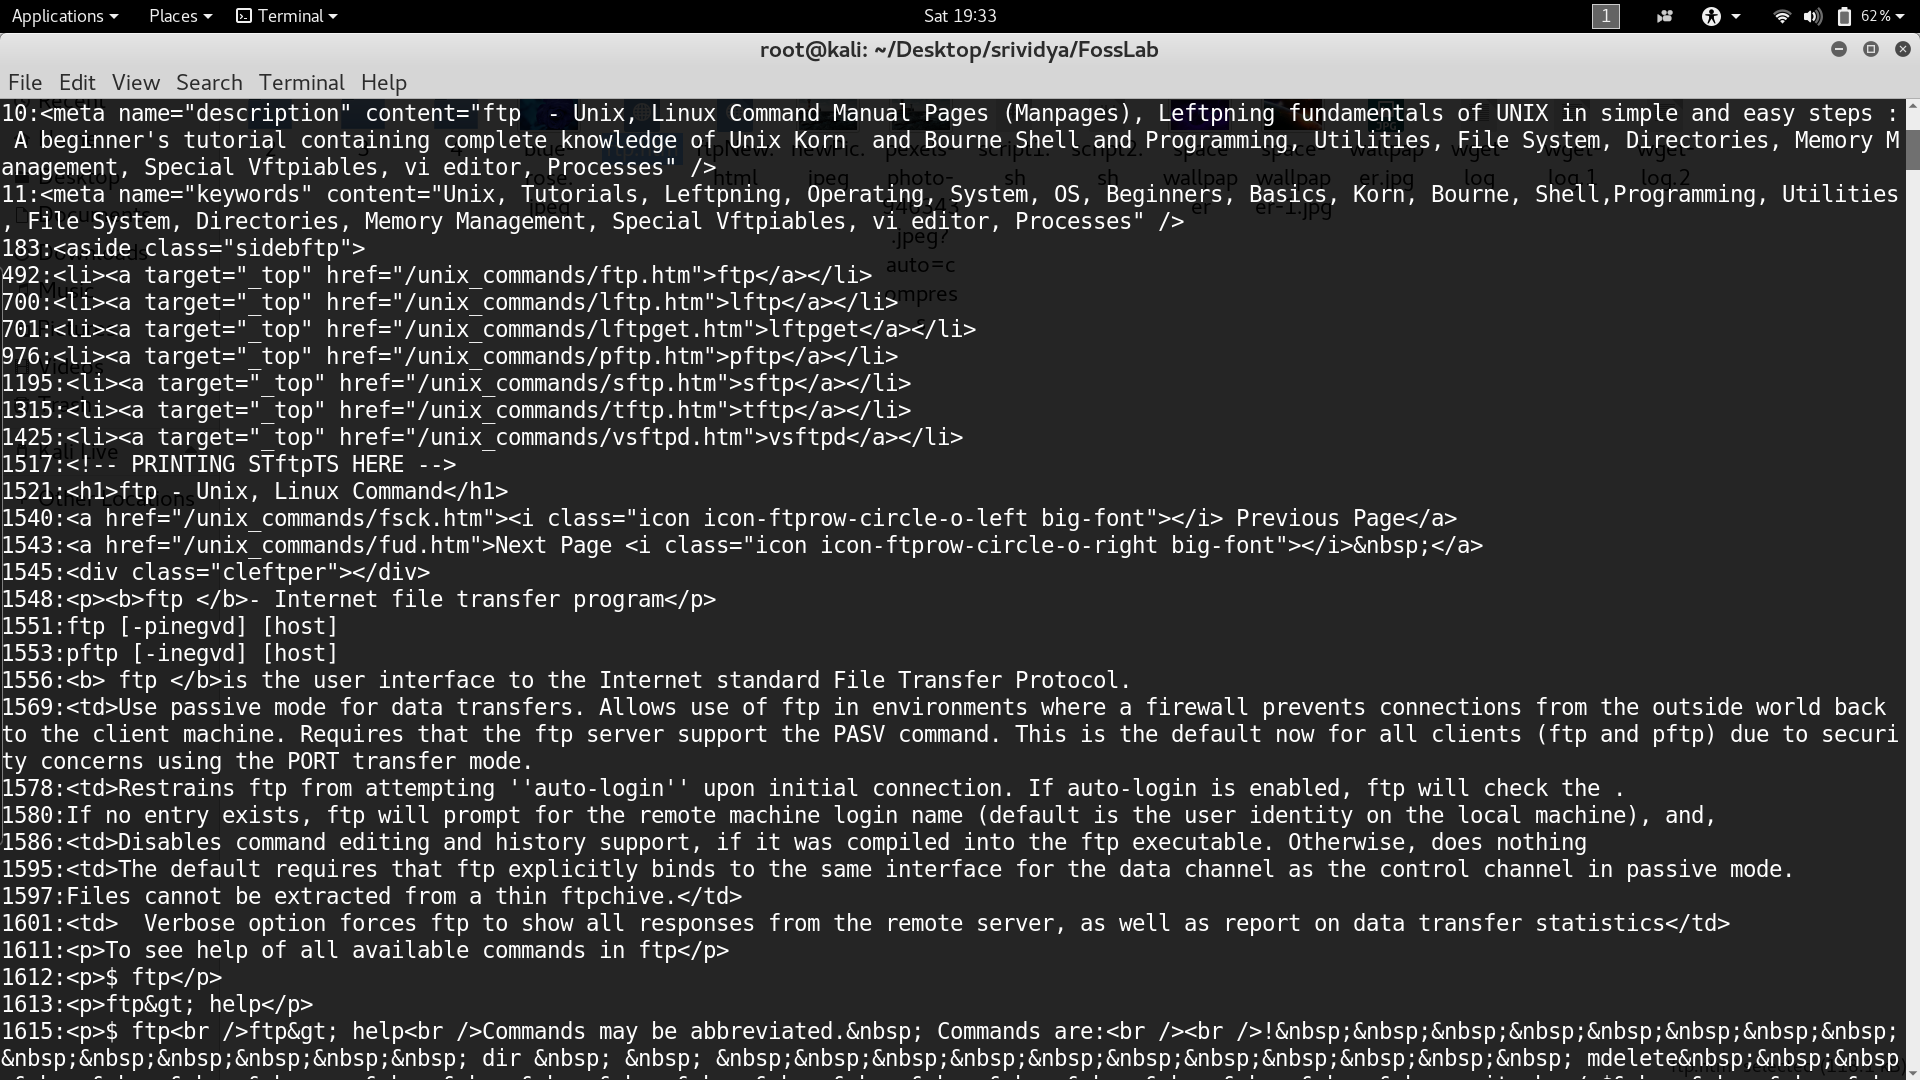 Applications Places Terminal Sat 19:33 1 62%
root@kali: ~/Desktop/srividya/FossLab
File Edit View Search Terminal Help
10:<meta name="description" content="ftp  - Unix, Linux Command Manual Pages (Manpages), Leftpning fundamentals of UNIX in simple and easy steps :
 A beginner's tutorial containing complete knowledge of Unix Korn  and Bourne Shell and Programming, Utilities, File System, Directories, Memory M
anagement, Special Vftpiables, vi editor, Processes" />
11:<meta name="keywords" content="Unix, Tutorials, Leftpning, Operating, System, OS, Beginners, Basics, Korn, Bourne, Shell,Programming, Utilities
, File System, Directories, Memory Management, Special Vftpiables, vi editor, Processes" />
183:<aside class="sidebftp">
492:<li><a target="_top" href="/unix_commands/ftp.htm">ftp</a></li>
700:<li><a target="_top" href="/unix_commands/lftp.htm">lftp</a></li>
701:<li><a target="_top" href="/unix_commands/lftpget.htm">lftpget</a></li>
976:<li><a target="_top" href="/unix_commands/pftp.htm">pftp</a></li>
1195:<li><a target="_top" href="/unix_commands/sftp.htm">sftp</a></li>
1315:<li><a target="_top" href="/unix_commands/tftp.htm">tftp</a></li>
1425:<li><a target="_top" href="/unix_commands/vsftpd.htm">vsftpd</a></li>
1517:<!-- PRINTING STftpTS HERE -->
1521:<h1>ftp - Unix, Linux Command</h1>
1540:<a href="/unix_commands/fsck.htm"><i class="icon icon-ftprow-circle-o-left big-font"></i> Previous Page</a>
1543:<a href="/unix_commands/fud.htm">Next Page <i class="icon icon-ftprow-circle-o-right big-font"></i>&nbsp;</a>
1545:<div class="cleftper"></div>
1548:<p><b>ftp </b>- Internet file transfer program</p>
1551:ftp [-pinegvd] [host]
1553:pftp [-inegvd] [host]
1556:<b> ftp </b>is the user interface to the Internet standard File Transfer Protocol.
1569:<td>Use passive mode for data transfers. Allows use of ftp in environments where a firewall prevents connections from the outside world back
to the client machine. Requires that the ftp server support the PASV command. This is the default now for all clients (ftp and pftp) due to securi
ty concerns using the PORT transfer mode.
1578:<td>Restrains ftp from attempting ''auto-login'' upon initial connection. If auto-login is enabled, ftp will check the .
1580:If no entry exists, ftp will prompt for the remote machine login name (default is the user identity on the local machine), and,
1586:<td>Disables command editing and history support, if it was compiled into the ftp executable. Otherwise, does nothing
1595:<td>The default requires that ftp explicitly binds to the same interface for the data channel as the control channel in passive mode.
1597:Files cannot be extracted from a thin ftpchive.</td>
1601:<td>  Verbose option forces ftp to show all responses from the remote server, as well as report on data transfer statistics</td>
1611:<p>To see help of all available commands in ftp</p>
1612:<p>$ ftp</p>
1613:<p>ftp&gt; help</p>
1615:<p>$ ftp<br />ftp&gt; help<br />Commands may be abbreviated.&nbsp; Commands are:<br /><br />!&nbsp;&nbsp;&nbsp;&nbsp;&nbsp;&nbsp;&nbsp;&nbsp;
&nbsp;&nbsp;&nbsp;&nbsp;&nbsp;&nbsp; dir &nbsp; &nbsp; &nbsp;&nbsp;&nbsp;&nbsp;&nbsp;&nbsp;&nbsp;&nbsp;&nbsp;&nbsp;&nbsp; mdelete&nbsp;&nbsp;&nbsp